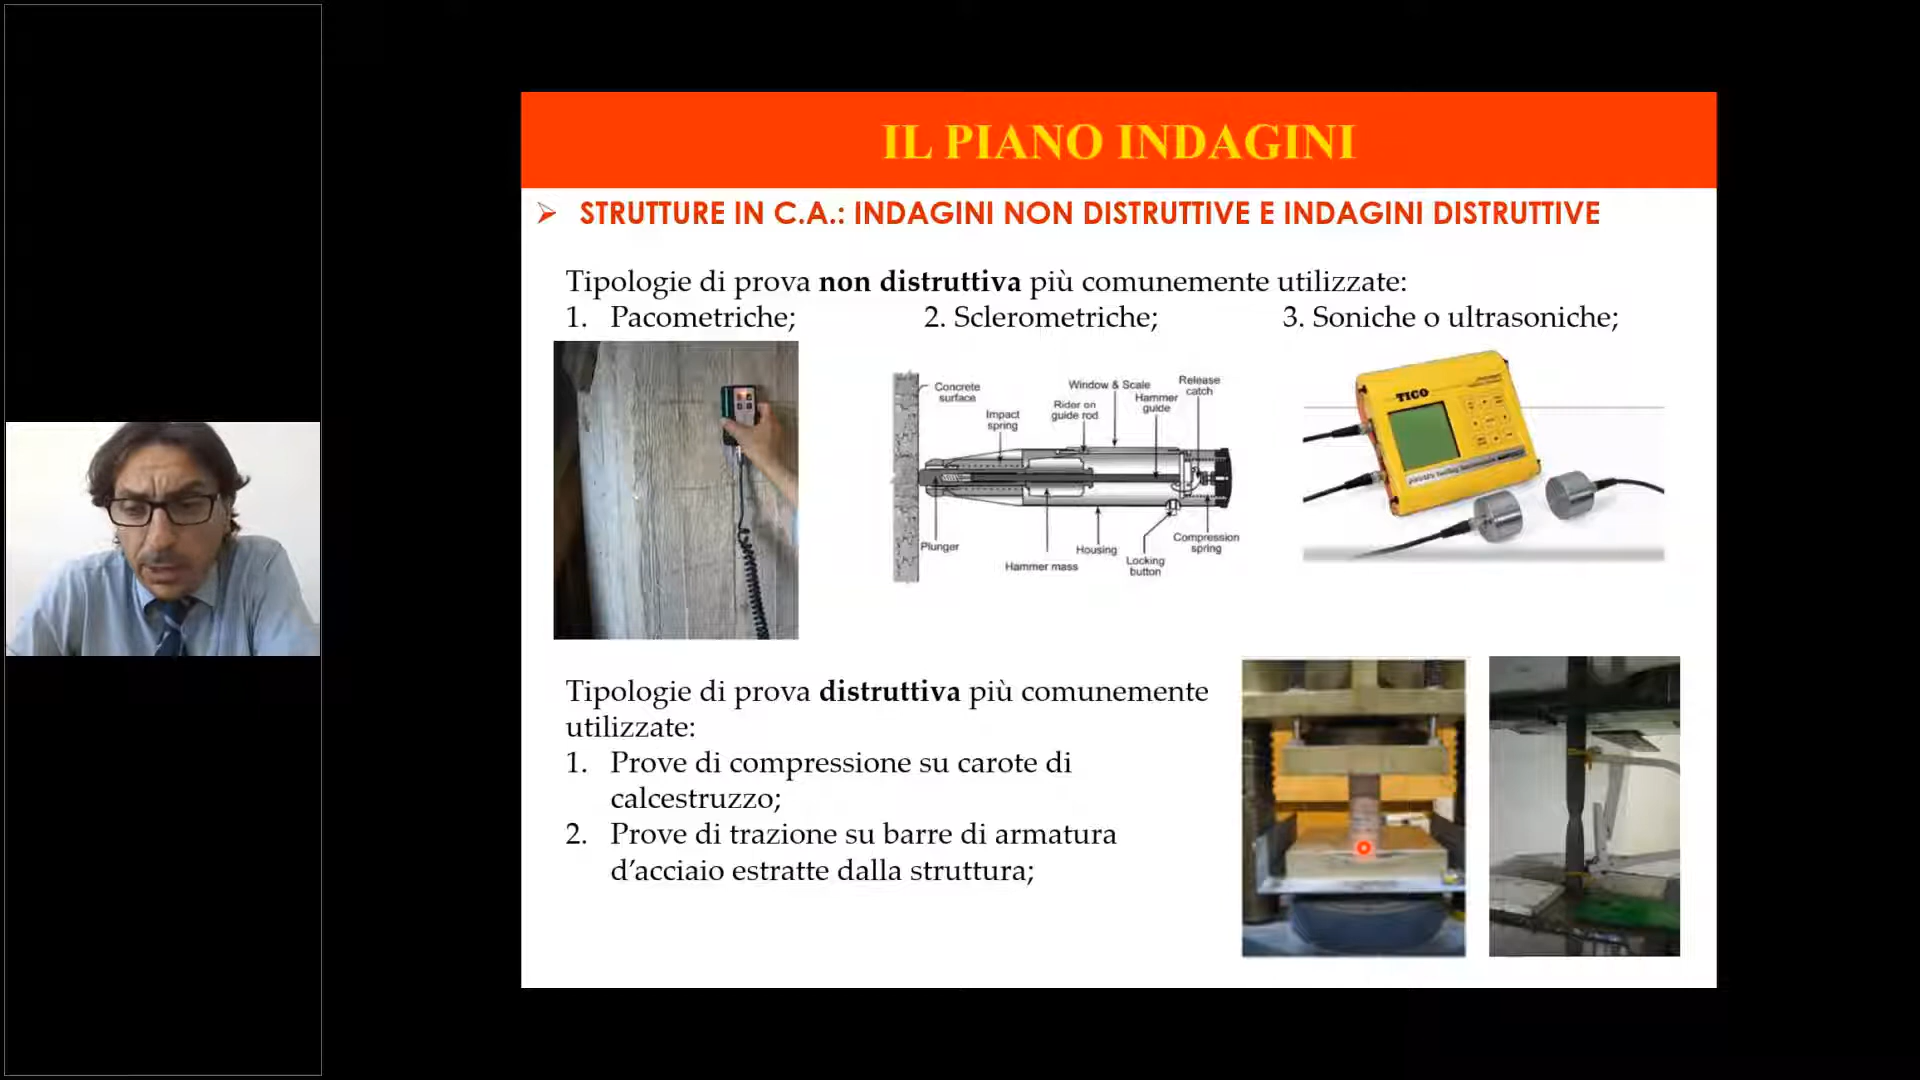 IL PIANO INDAGINI
➢ STRUTTURE IN C.A.: INDAGINI NON DISTRUTTIVE E INDAGINI DISTRUTTIVE
Tipologie di prova non distruttiva più comunemente utilizzate:
1. Pacometriche; 2. Sclerometriche; 3. Soniche o ultrasoniche;
Concrete
surface
Impact
spring
Window & Scale
Rider on
guide rod
Hammer
guide
Release
catch
Plunger
Hammer mass
Housing
Locking
button
Compression
spring
TICO
Tipologie di prova distruttiva più comunemente
utilizzate:
1. Prove di compressione su carote di
calcestruzzo;
2. Prove di trazione su barre di armatura
d'acciaio estratte dalla struttura;